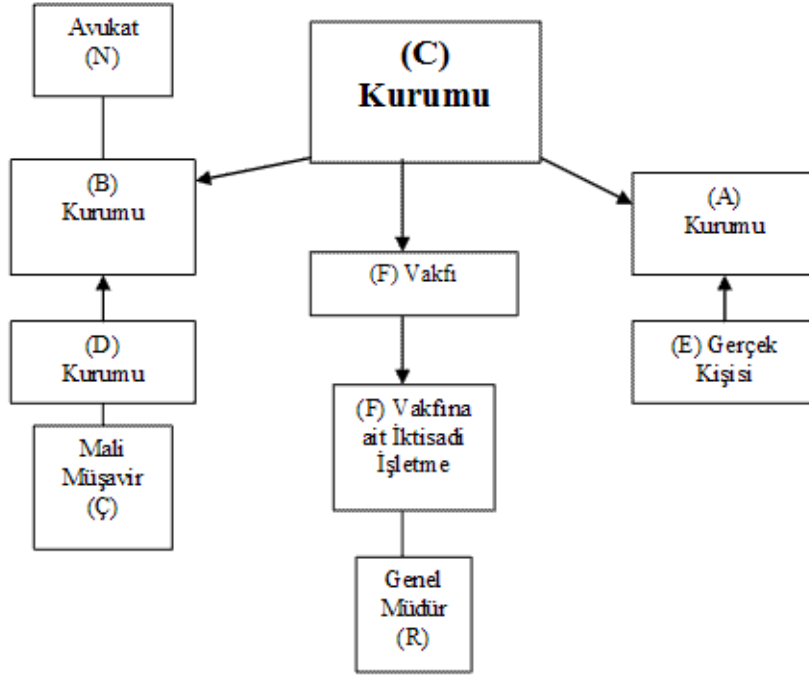 Avukat
(N)
(C)
Kurumu
(B)
Kurumu
(A)
Kurumu
(F) Vakfı
(D)
Kurumu
(E) Gerçek
Kişisi
(F) Vakfına
ait İktisadi
İşletme
Mali
Müşavir
(Ç)
Genel
Müdür
(R)